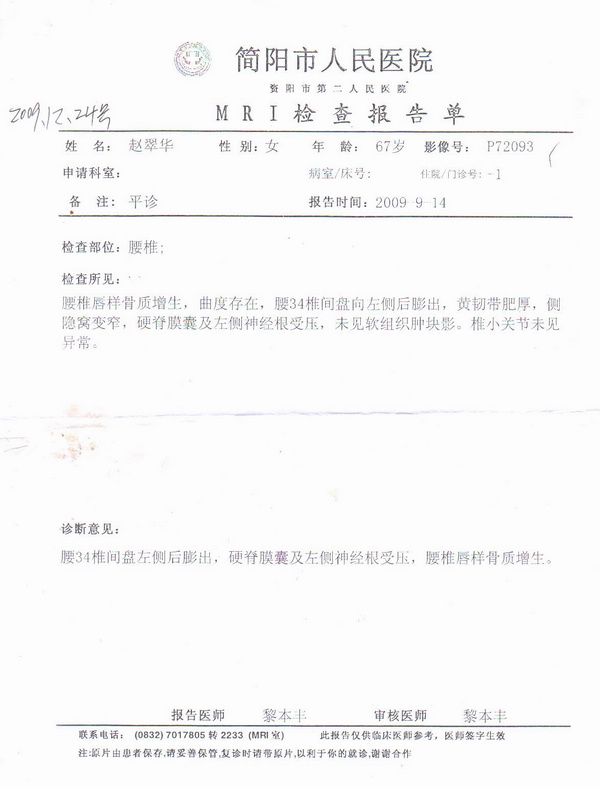 简阳市人民医院
资阳市第二人民医院
MRI检查报告单
2009.12.24号
姓 名: 赵翠华 性 别: 女 年 龄: 67岁 影像号: P72093
申请科室: 病室/床号: 住院/门诊号: -1
备 注: 平诊 报告时间: 2009-9-14
检查部位: 腰椎;
检查所见:
腰椎唇样骨质增生，曲度存在，腰34椎间盘向左侧后膨出，黄韧带肥厚，侧
隐窝变窄，硬脊膜囊及左侧神经根受压，未见软组织肿块影。椎小关节未见
异常。
诊断意见:
腰34椎间盘左侧后膨出，硬脊膜囊及左侧神经根受压，腰椎唇样骨质增生。
报告医师 黎本丰 审核医师 黎本丰
联系电话: (0832) 7017805 转 2233 (MRI 室) 此报告仅供临床医师参考，医师签字生效
注:原片由患者保存,请妥善保管,复诊时请带原片,以利于你的就诊,谢谢合作